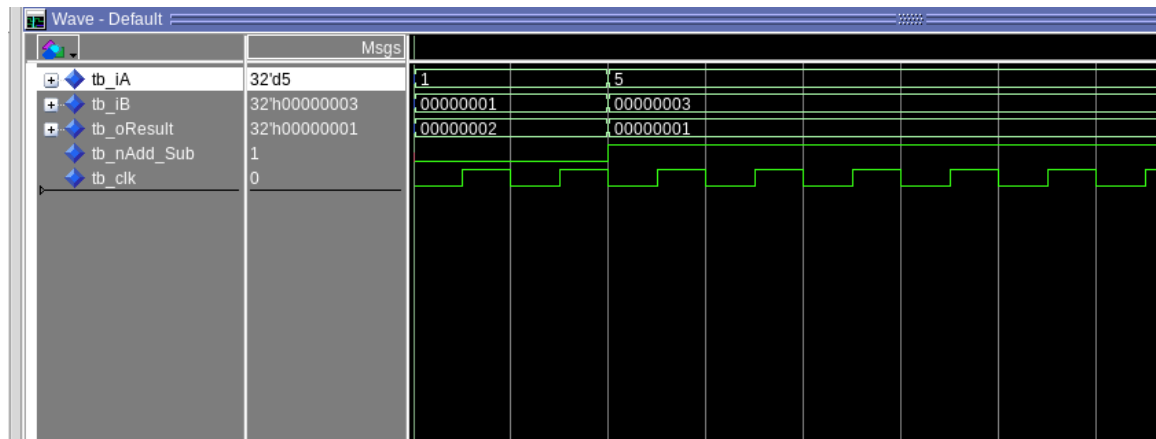 Wave - Default
Msgs
tb_iA 32'd5 1 5
tb_iB 32'h00000003 00000001 00000003
tb_oResult 32'h00000001 00000002 00000001
tb_nAdd_Sub 1
tb_clk 0